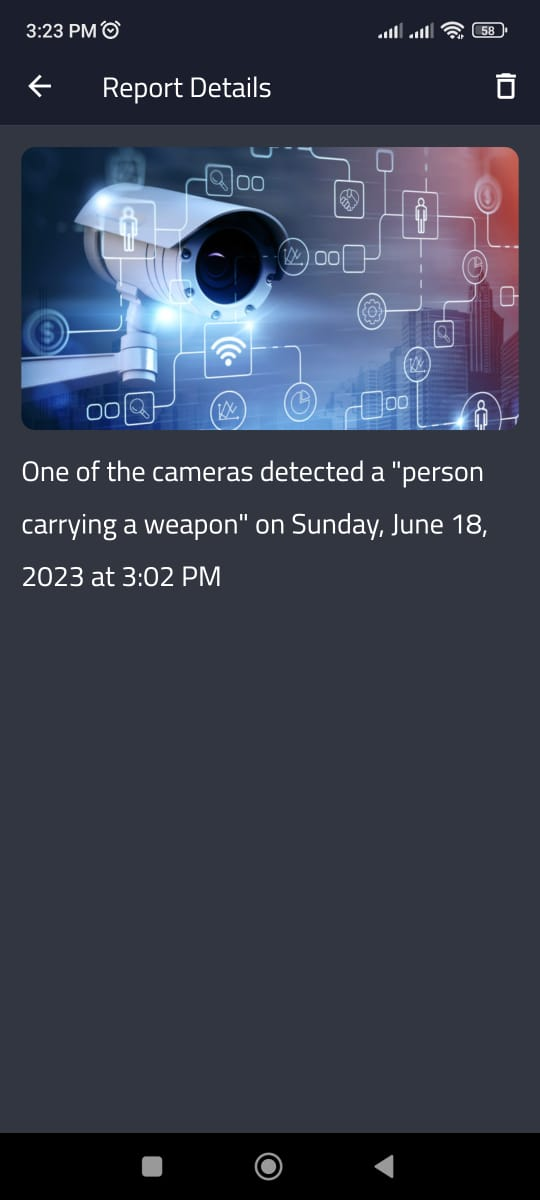 3:23 PM
58
Report Details
One of the cameras detected a "person
carrying a weapon" on Sunday, June 18,
2023 at 3:02 PM